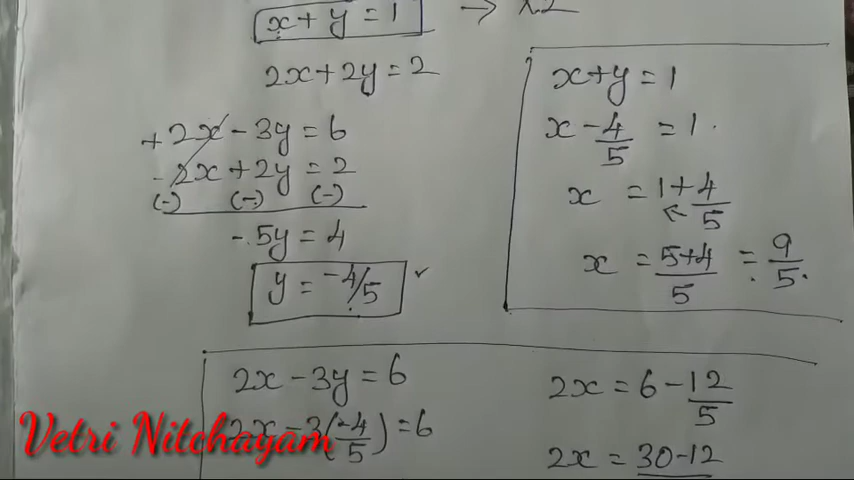 x + y = 1 → x2
2x + 2y = 2
+2x - 3y = 6
-2x + 2y = 2
(-) (-) (-)
-5y = 4
y = -4/5 ✓
x + y = 1
x - 4/5 = 1
x = 1 + 4/5
x = 5+4/5 = 9/5
2x - 3y = 6
2x - 3(-4/5) = 6
2x = 6 - 12/5
2x = 30-12
Vetri Nitchayam